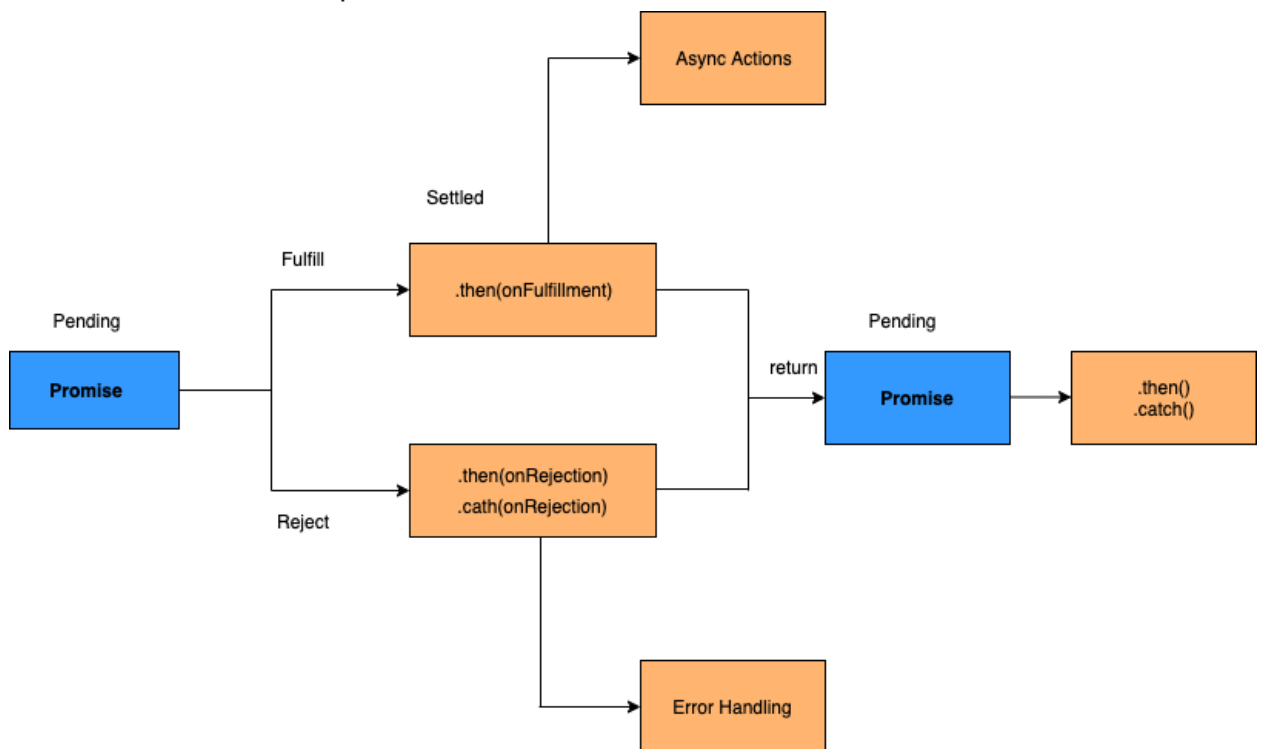 Async Actions
Settled
Fulfill
.then(onFulfillment)
Pending
Promise
Pending
return
Promise
.then()
.catch()
.then(onRejection)
.cath(onRejection)
Reject
Error Handling